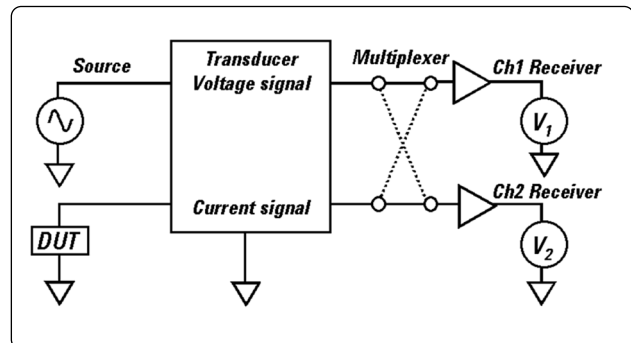 Source
Transducer
Voltage signal
Multiplexer
Ch1 Receiver
V1
Current signal
Ch2 Receiver
DUT
V2